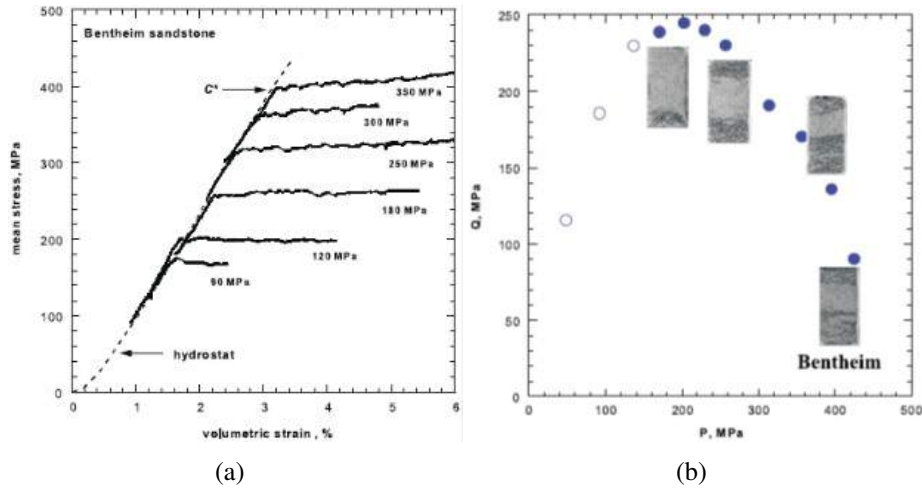 500
400
300
200
100
0
mean stress, MPa
Bentheim sandstone
C*
350 MPa
300 MPa
250 MPa
180 MPa
120 MPa
90 MPa
hydrostat
0 1 2 3 4 5 6
volumetric strain, %
(a)
250
200
150
100
50
0
Q, MPa
Bentheim
0 100 200 300 400 500
P, MPa
(b)